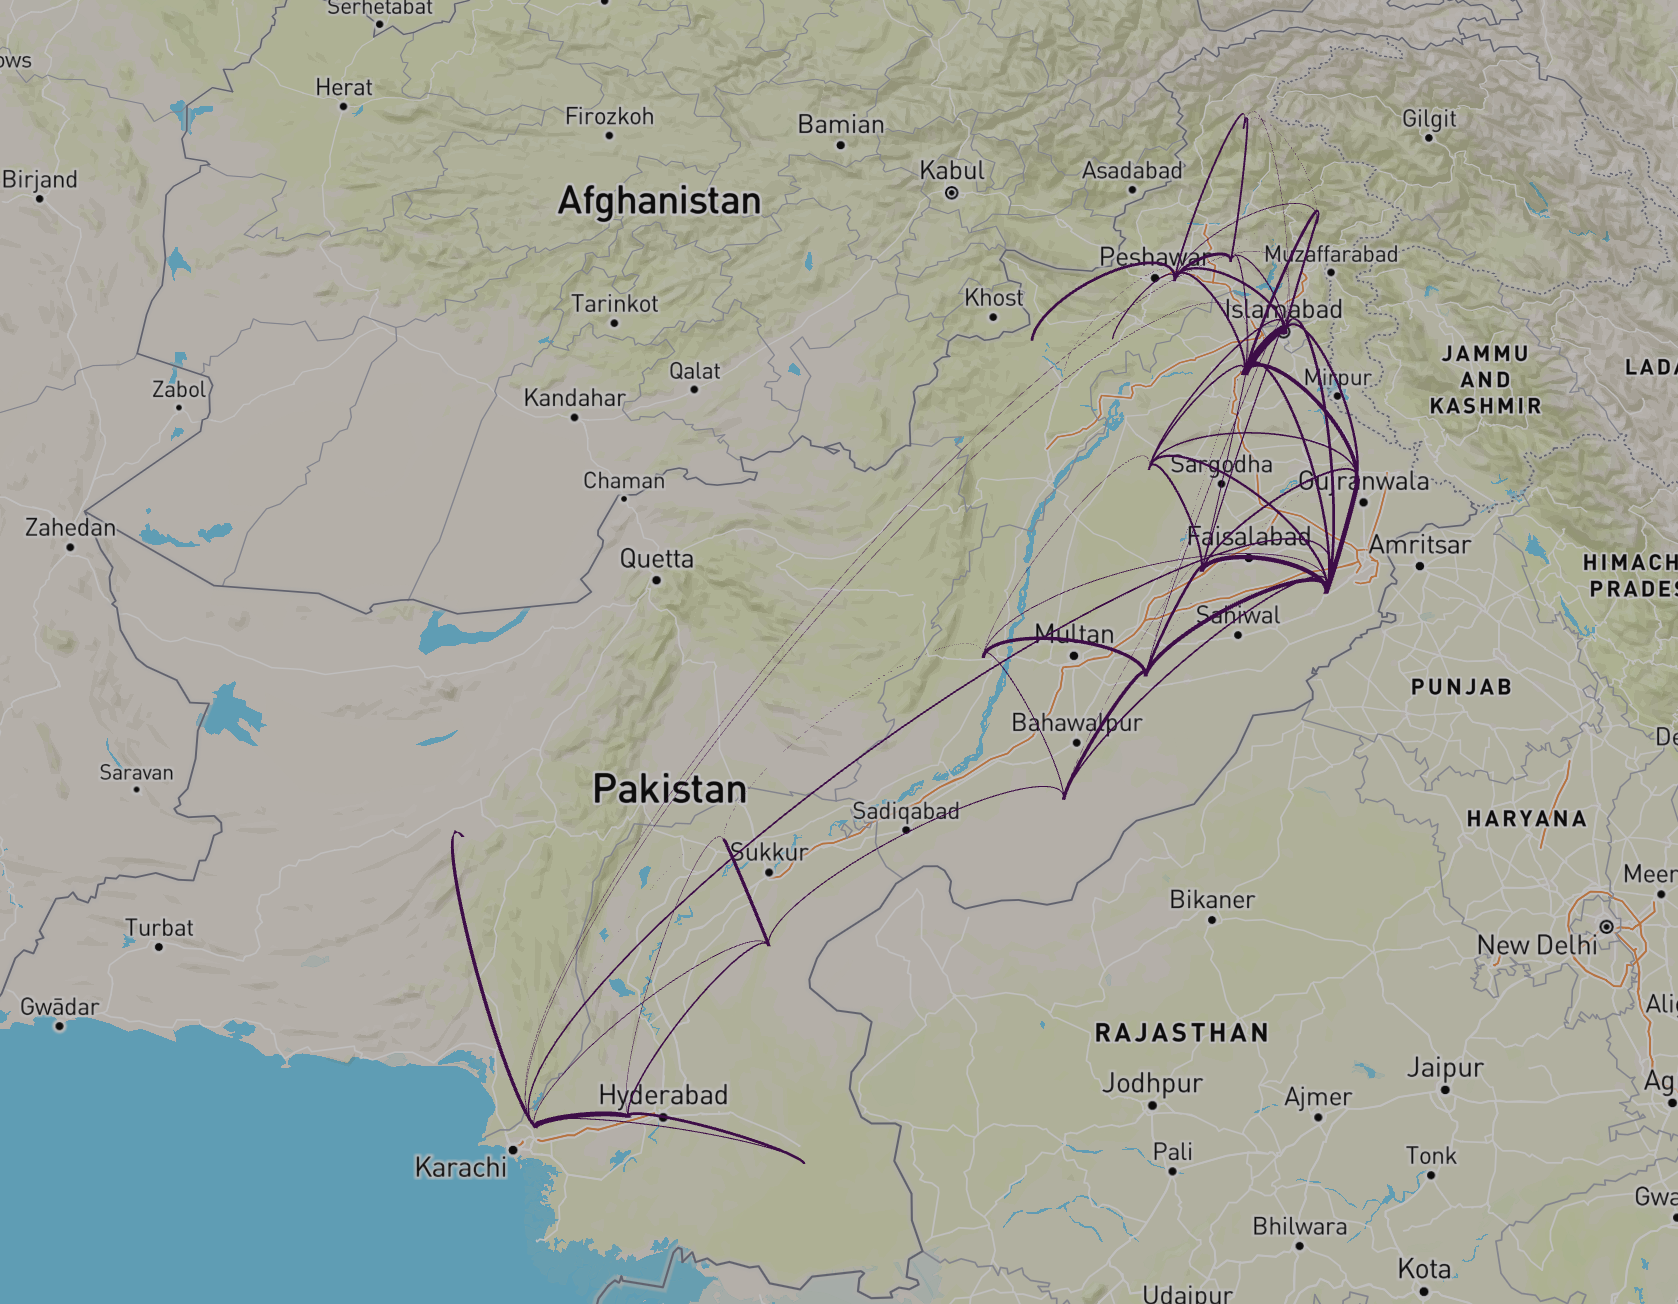 Serhetabat
ows
Herat
Firozkoh
Bamian
Gilgit
Kabul
Asadabad
Birjand
Afghanistan
Peshawar
Muzaffarabad
Khost
Tarinkot
Islamabad
JAMMU
AND
KASHMIR
LADA
Qalat
Mirpur
Zabol
Kandahar
Sargodha
Chaman
Gujranwala
Zahedan
Faisalabad
Amritsar
Quetta
HIMACH
PRADES
Sahiwal
Multan
PUNJAB
Bahawalpur
De
Saravan
Pakistan
Sadiqabad
HARYANA
Sukkur
Meer
Bikaner
Turbat
New Delhi
Gwādar
Alig
RAJASTHAN
Jaipur
Ag
Jodhpur
Hyderabad
Ajmer
Karachi
Pali
Tonk
Gwa
Bhilwara
Kota
Udaipur